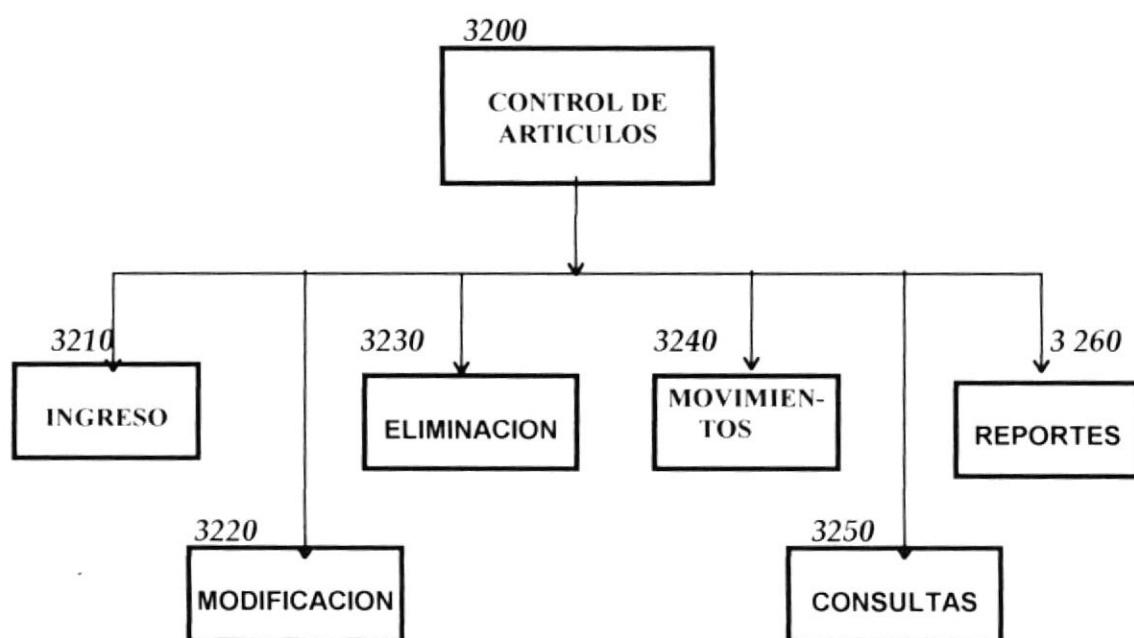 3200
CONTROL DE
ARTICULOS
3210
INGRESO
3230
ELIMINACION
3240
MOVIMIEN-
TOS
3 260
REPORTES
3220
MODIFICACION
3250
CONSULTAS